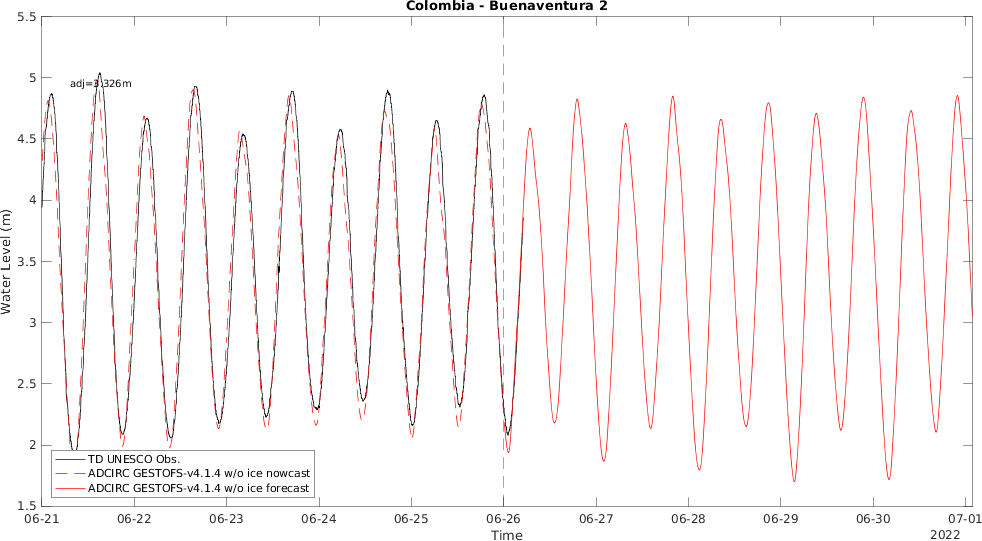 Colombia - Buenaventura 2
5.5
5
4.5
4
3.5
3
2.5
2
1.5
Water Level (m)
adj=3.326m
TD UNESCO Obs.
ADCIRC GESTOFS-v4.1.4 w/o ice nowcast
ADCIRC GESTOFS-v4.1.4 w/o ice forecast
06-21 06-22 06-23 06-24 06-25 06-26 06-27 06-28 06-29 06-30 07-01
Time
2022